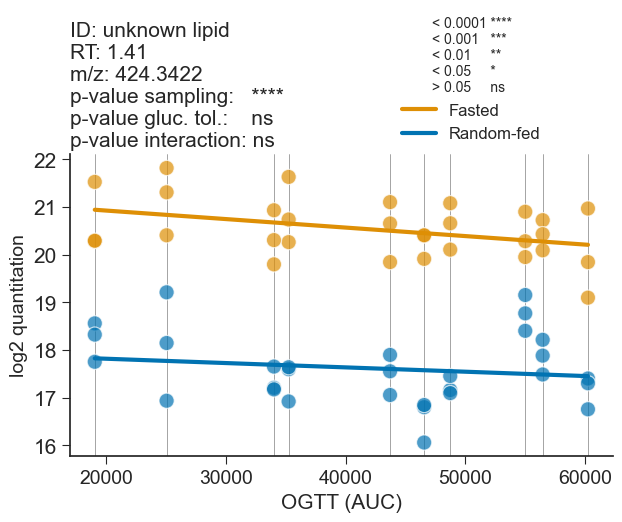 ID: unknown lipid
RT: 1.41
m/z: 424.3422
p-value sampling: ****
p-value gluc. tol.: ns
p-value interaction: ns
< 0.0001 ****
< 0.001 ***
< 0.01 **
< 0.05 *
> 0.05 ns
Fasted
Random-fed
22
21
20
19
18
17
16
log2 quantitation
20000 30000 40000 50000 60000
OGTT (AUC)